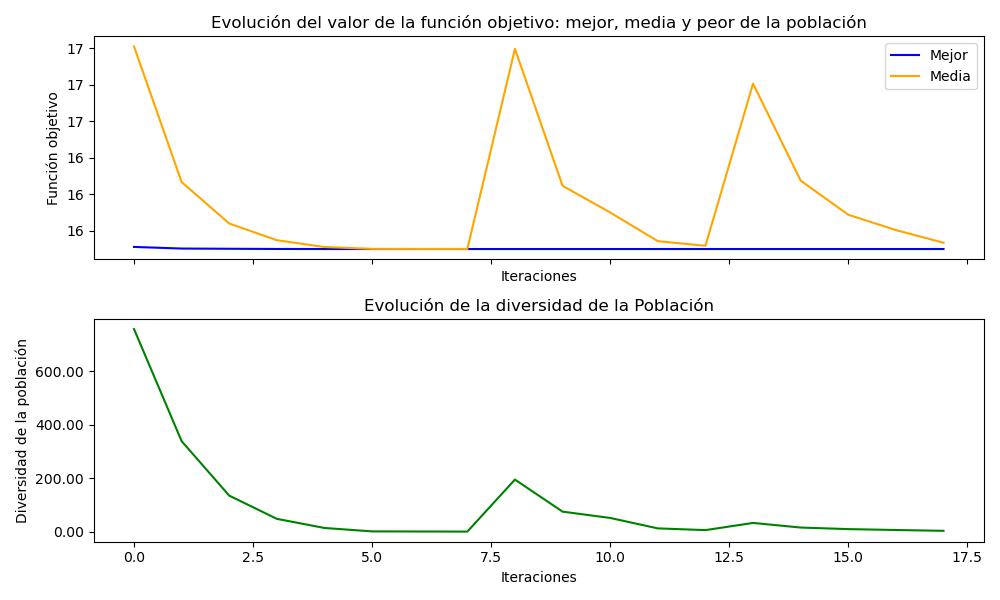 Evolución del valor de la función objetivo: mejor, media y peor de la población
Función objetivo
17
17
17
16
16
16
Mejor
Media
Iteraciones
Evolución de la diversidad de la Población
Diversidad de la población
600.00
400.00
200.00
0.00
0.0 2.5 5.0 7.5 10.0 12.5 15.0 17.5
Iteraciones